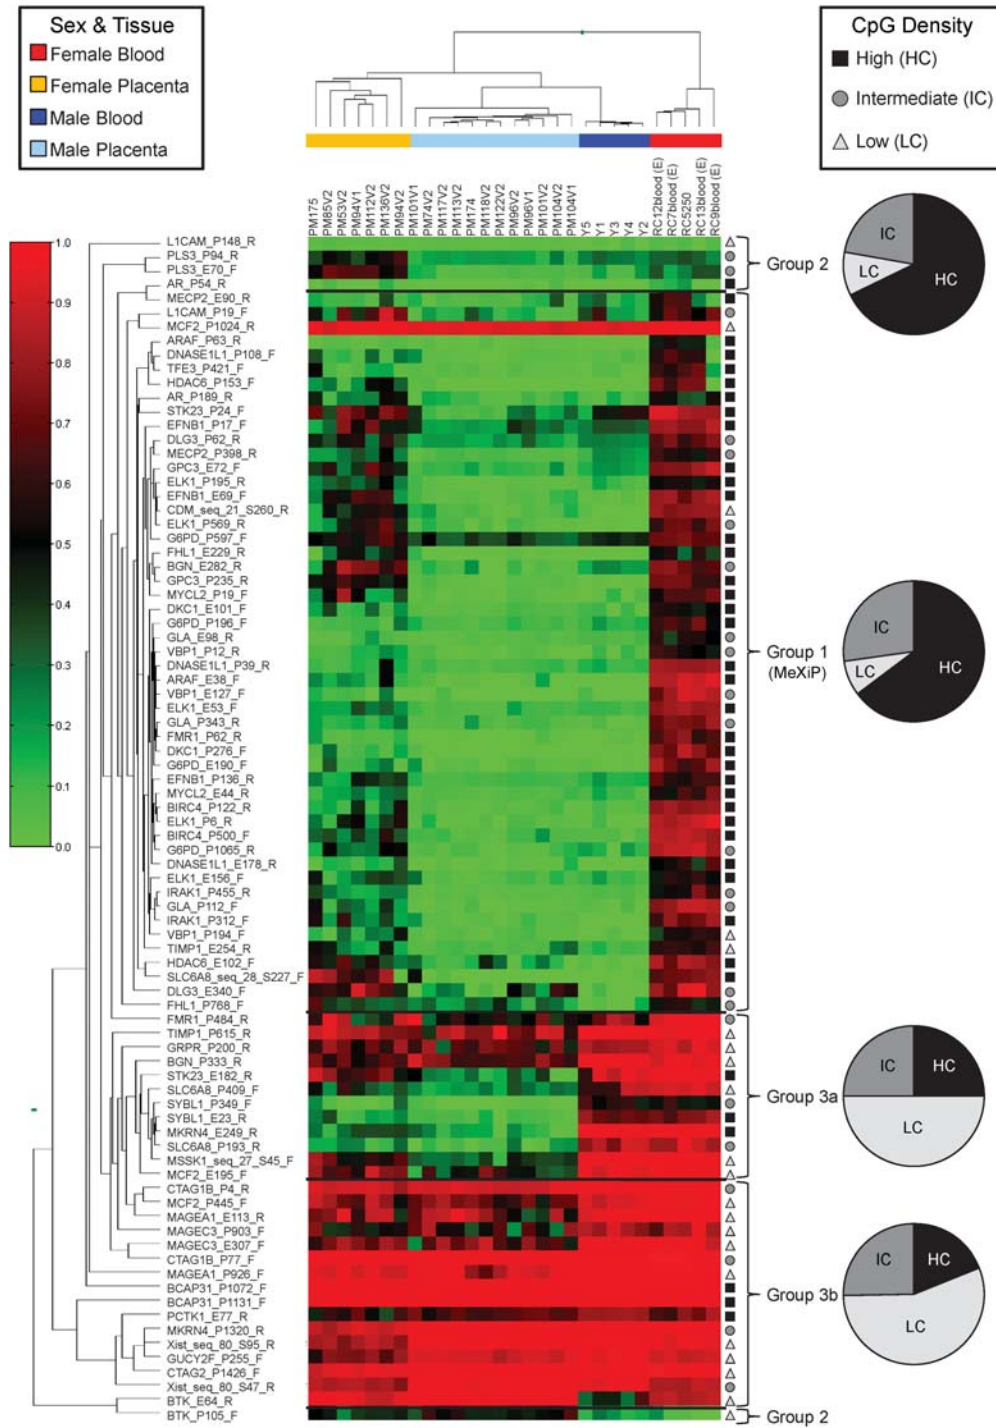 Sex & Tissue
Female Blood
Female Placenta
Male Blood
Male Placenta
CpG Density
High (HC)
Intermediate (IC)
Low (LC)
PM175
PM85V2
PM53V2
PM94V1
PM112V2
PM136V2
PM94V2
PM101V1
PM74V2
PM117V2
PM113V2
PM174
PM118V2
PM122V2
PM96V2
PM96V1
PM101V2
PM104V2
PM104V1
Y5
Y1
Y3
Y4
Y2
RC12blood (E)
RC7blood (E)
RC5250
RC13blood (E)
RC9blood (E)
1.0
0.9
0.8
0.7
0.6
0.5
0.4
0.3
0.2
0.1
0.0
L1CAM_P148_R
PLS3_P94_R
PLS3_E70_F
AR_P54_R
MECP2_E90_R
L1CAM_P19_F
MCF2_P1024_R
ARAF_P63_R
DNASE1L1_P108_F
TFE3_P421_F
HDAC6_P153_F
AR_P189_R
STK23_P24_F
EFNB1_P17_F
DLG3_P62_R
MECP2_P398_R
GPC3_E72_F
ELK1_P195_R
EFNB1_E69_F
CDM_seq_21_S260_R
ELK1_P569_R
G6PD_P597_F
FHL1_E229_R
BGN_E282_R
GPC3_P235_R
MYCL2_P19_F
DKC1_E101_F
G6PD_P196_F
GLA_E98_R
VBP1_P12_R
DNASE1L1_P39_R
ARAF_E38_F
VBP1_E127_F
ELK1_E53_F
GLA_P343_R
FMR1_P62_R
DKC1_P276_F
G6PD_E190_F
EFNB1_P136_R
MYCL2_E44_R
BIRC4_P122_R
ELK1_P6_R
BIRC4_P500_F
G6PD_P1065_R
DNASE1L1_E178_R
ELK1_E156_F
IRAK1_P455_R
GLA_P112_F
IRAK1_P312_F
VBP1_P194_F
TIMP1_E254_R
HDAC6_E102_F
SLC6A8_seq_28_S227_F
DLG3_E340_F
FHL1_P768_F
FMR1_P484_R
TIMP1_P615_R
GRPR_P200_R
BGN_P333_R
STK23_E182_R
SLC6A8_P409_F
SYBL1_P349_F
SYBL1_E23_R
MKRN4_E249_R
SLC6A8_P193_R
MSSK1_seq_27_S45_F
MCF2_E195_F
CTAG1B_P4_R
MCF2_P445_F
MAGEA1_E113_R
MAGEC3_P903_F
MAGEC3_E307_F
CTAG1B_P77_F
MAGEA1_P926_F
BCAP31_P1072_F
BCAP31_P1131_F
PCTK1_E77_R
MKRN4_P1320_R
Xist_seq_80_S95_R
GUCY2F_P255_F
CTAG2_P1426_F
Xist_seq_80_S47_R
BTK_E64_R
BTK_P105_F
Group 2
IC
LC
HC
Group 1
(MeXiP)
IC
LC
HC
Group 3a
IC
HC
LC
Group 3b
IC
HC
LC
Group 2